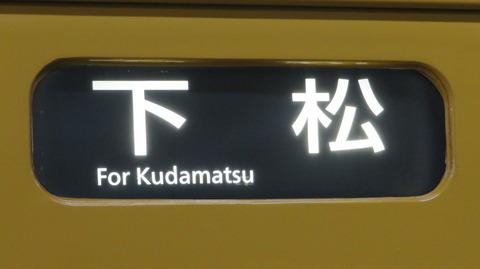 下松
For Kudamatsu